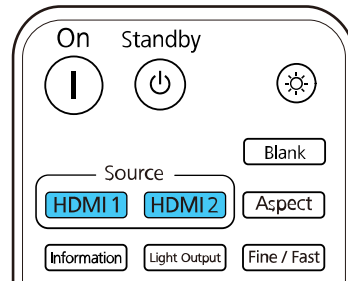 On Standby
Blank
Source
HDMI 1 HDMI 2 Aspect
Information Light Output Fine / Fast